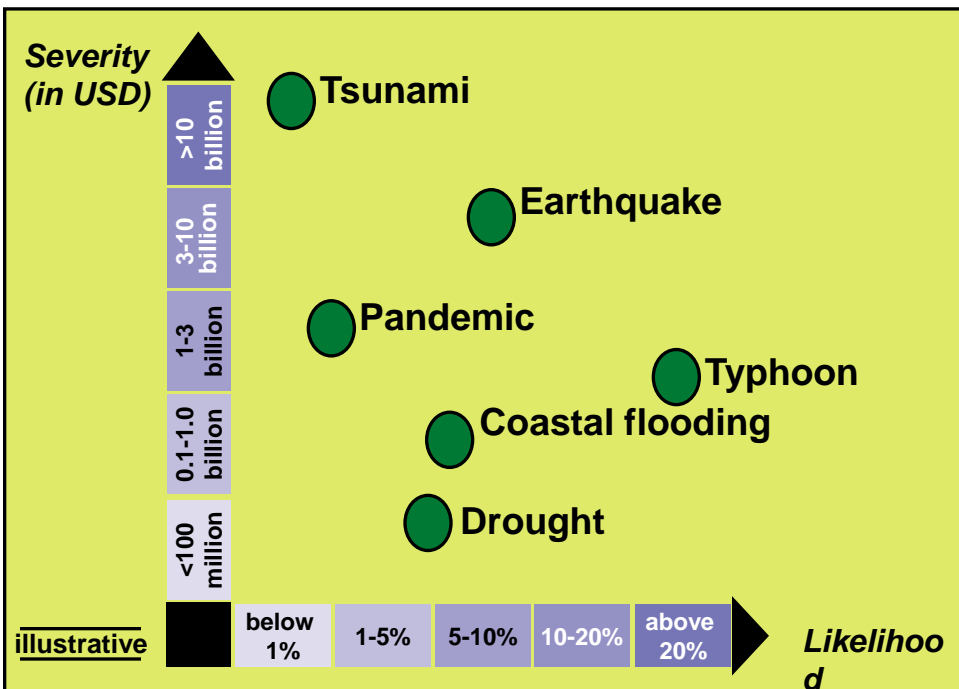 Severity
(in USD)
Tsunami
>10
billion
Earthquake
3-10
billion
Pandemic
1-3
billion
Typhoon
Coastal flooding
0.1-1.0
billion
Drought
<100
million
illustrative
below
1%
1-5%
5-10%
10-20%
above
20%
Likelihoo
d